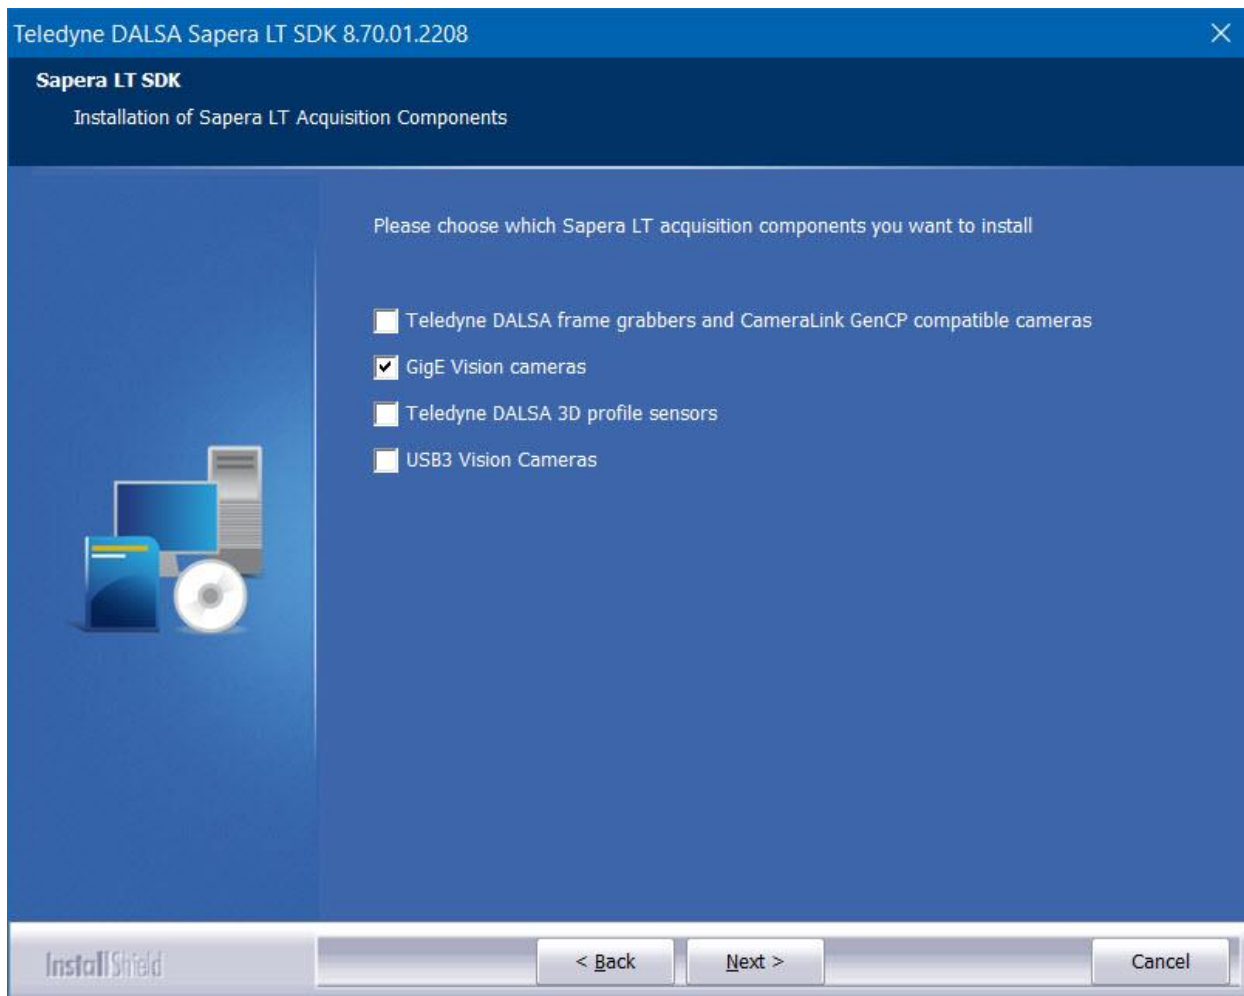 Teledyne DALSA Sapera LT SDK 8.70.01.2208
Sapera LT SDK
Installation of Sapera LT Acquisition Components
Please choose which Sapera LT acquisition components you want to install
Teledyne DALSA frame grabbers and CameraLink GenCP compatible cameras
GigE Vision cameras
Teledyne DALSA 3D profile sensors
USB3 Vision Cameras
InstallShield
< Back
Next >
Cancel